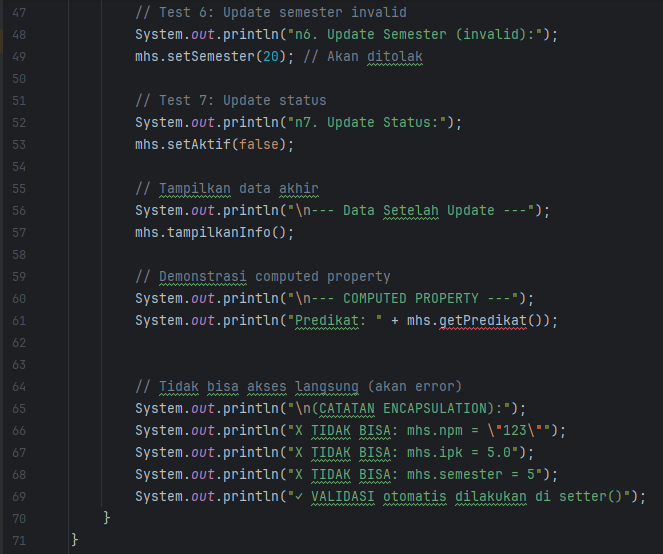 47 // Test 6: Update semester invalid
48 System.out.println("n6. Update Semester (invalid):");
49 mhs.setSemester(20); // Akan ditolak
50
51 // Test 7: Update status
52 System.out.println("n7. Update Status:");
53 mhs.setAktif(false);
54
55 // Tampilkan data akhir
56 System.out.println("\n--- Data Setelah Update ---");
57 mhs.tampilkanInfo();
58
59 // Demonstrasi computed property
60 System.out.println("\n--- COMPUTED PROPERTY ---");
61 System.out.println("Predikat: " + mhs.getPredikat());
62
63
64 // Tidak bisa akses langsung (akan error)
65 System.out.println("\n(CATATAN ENCAPSULATION):");
66 System.out.println("X TIDAK BISA: mhs.npm = \"123\"");
67 System.out.println("X TIDAK BISA: mhs.ipk = 5.0");
68 System.out.println("X TIDAK BISA: mhs.semester = 5");
69 System.out.println("✓ VALIDASI otomatis dilakukan di setter()");
70 }
71 }